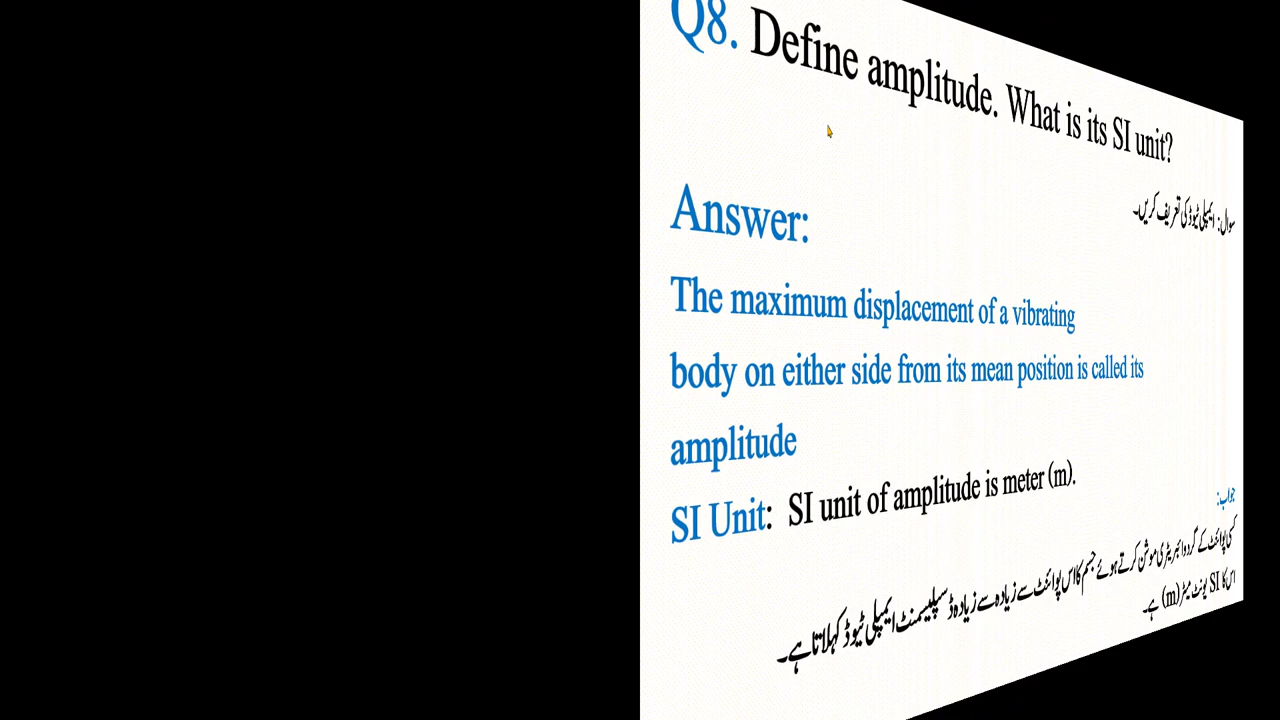 Q8. Define amplitude. What is its SI unit?
سوال: ایمپلی ٹیوڈ کی تعریف کریں۔
Answer:
The maximum displacement of a vibrating
body on either side from its mean position is called its
amplitude
SI Unit: SI unit of amplitude is meter (m).
جواب:
کسی پوائنٹ کے گرد وائبریٹری موشن کرتے ہوئے جسم کا اس پوائنٹ سے زیادہ سے زیادہ ڈسپلیسمنٹ ایمپلی ٹیوڈ کہلاتا ہے۔
اس کا SI یونٹ میٹر (m) ہے۔